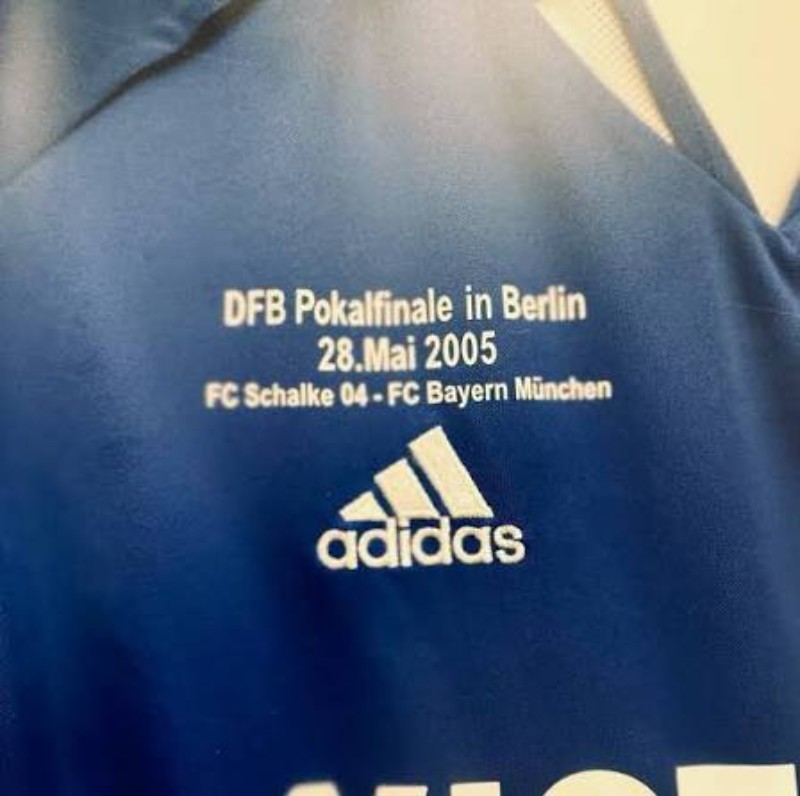 DFB Pokalfinale in Berlin
28.Mai 2005
FC Schalke 04 - FC Bayern München
adidas